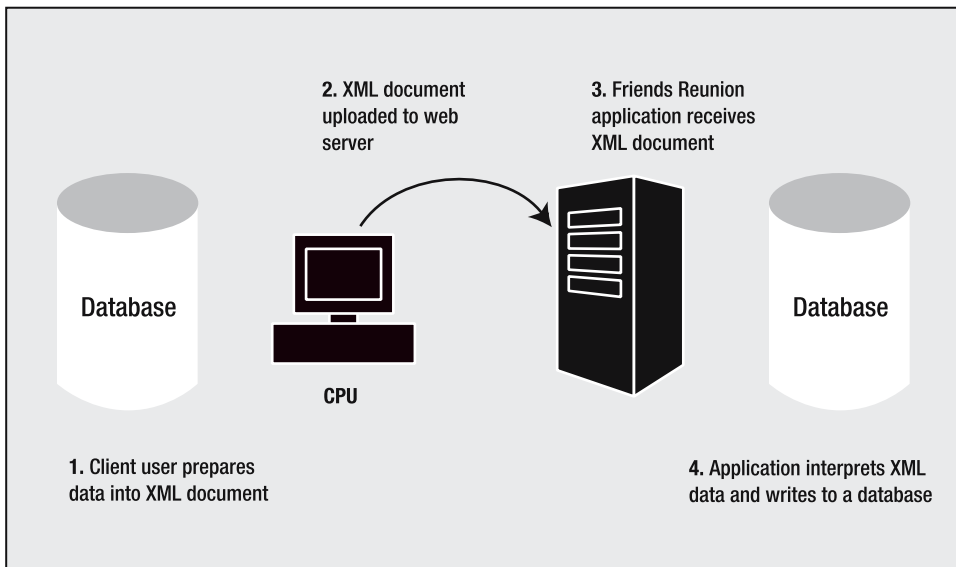 2. XML document
uploaded to web
server
3. Friends Reunion
application receives
XML document
Database
Database
CPU
1. Client user prepares
data into XML document
4. Application interprets XML
data and writes to a database